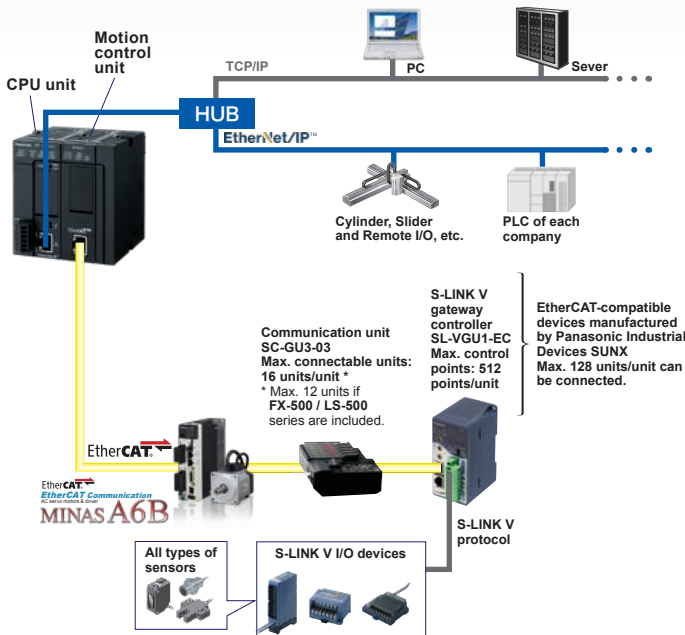 Motion
control
unit
CPU unit
TCP/IP
PC
Sever
HUB
EtherNet/IP™
Cylinder, Slider
and Remote I/O, etc.
PLC of each
company
S-LINK V
gateway
controller
SL-VGU1-EC
Max. control
points: 512
points/unit
EtherCAT-compatible
devices manufactured
by Panasonic Industrial
Devices SUNX
Max. 128 units/unit can
be connected.
Communication unit
SC-GU3-03
Max. connectable units:
16 units/unit *
* Max. 12 units if
FX-500 / LS-500
series are included.
EtherCAT®
EtherCAT®
EtherCAT Communication
AC servo motors & driver
MINAS A6B
S-LINK V
protocol
All types of
sensors
S-LINK V I/O devices